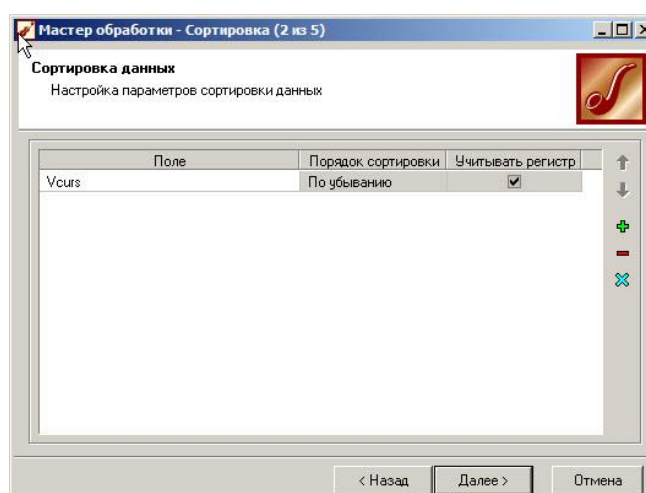 Мастер обработки - Сортировка (2 из 5)
Сортировка данных
Настройка параметров сортировки данных
Поле Порядок сортировки Учитывать регистр
Vcurs По убыванию
< Назад Далее > Отмена